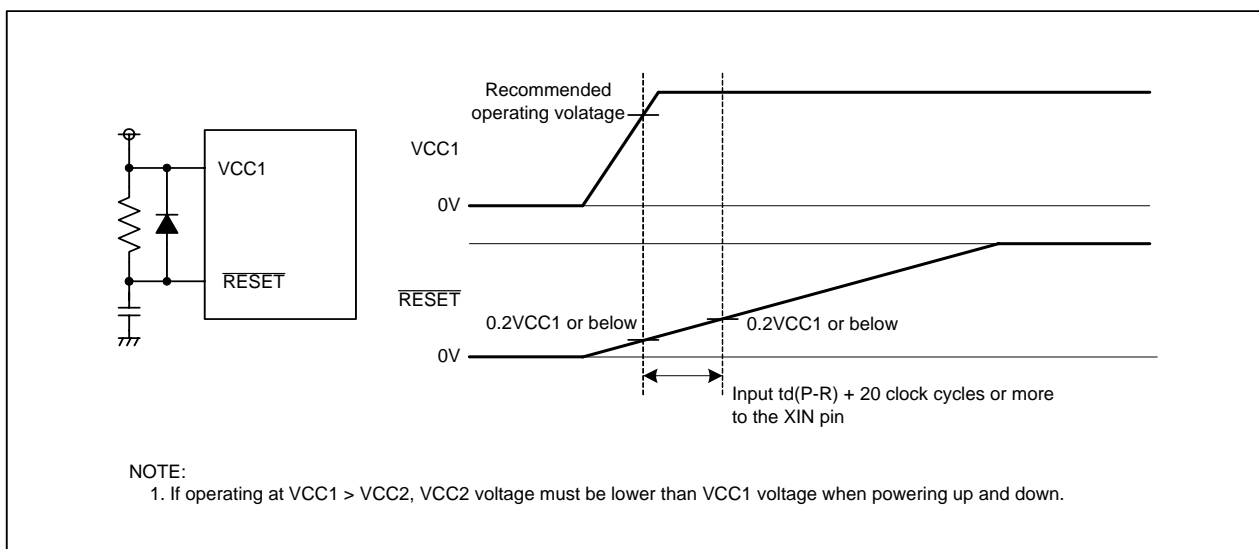 VCC1
RESET
Recommended
operating volatage
VCC1
0V
RESET
0.2VCC1 or below
0.2VCC1 or below
0V
Input td(P-R) + 20 clock cycles or more
to the XIN pin
NOTE:
1. If operating at VCC1 > VCC2, VCC2 voltage must be lower than VCC1 voltage when powering up and down.